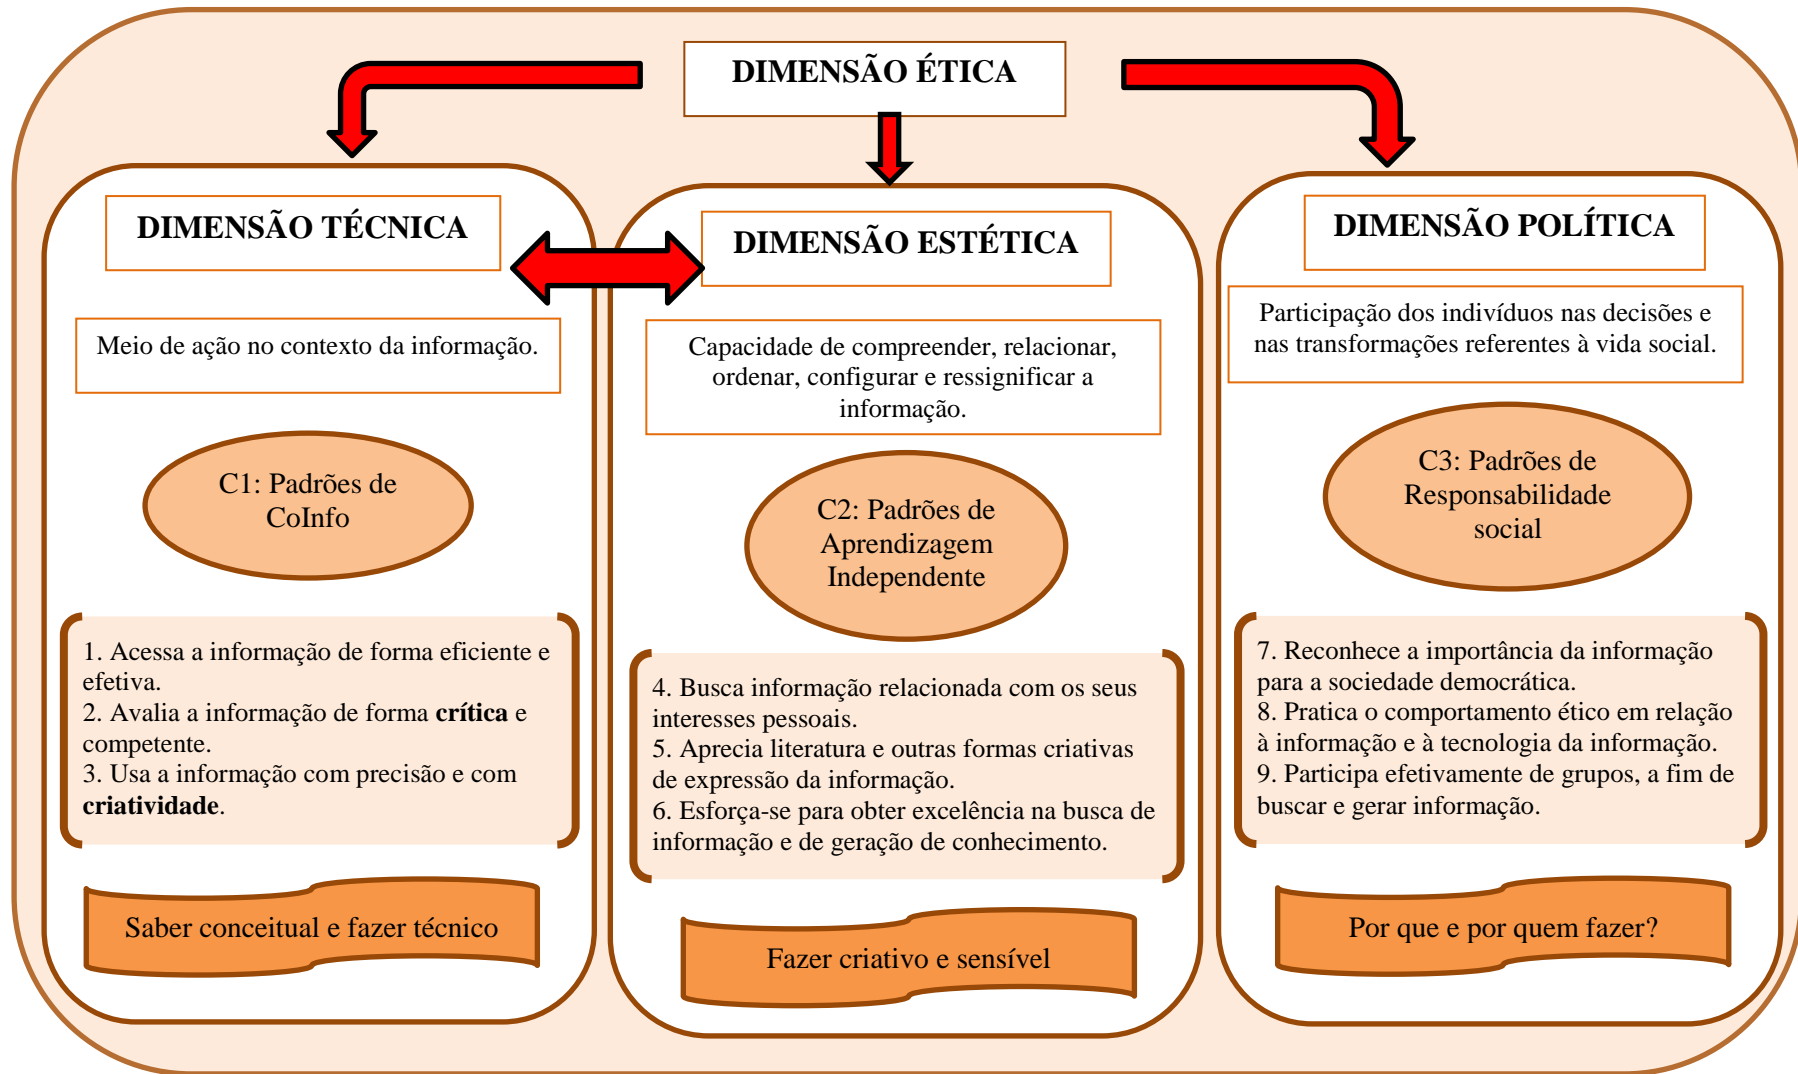 DIMENSÃO ÉTICA
DIMENSÃO TÉCNICA
Meio de ação no contexto da informação.
C1: Padrões de
CoInfo
1. Acessa a informação de forma eficiente e
efetiva.
2. Avalia a informação de forma crítica e
competente.
3. Usa a informação com precisão e com
criatividade.
Saber conceitual e fazer técnico
DIMENSÃO ESTÉTICA
Capacidade de compreender, relacionar,
ordenar, configurar e ressignificar a
informação.
C2: Padrões de
Aprendizagem
Independente
4. Busca informação relacionada com os seus
interesses pessoais.
5. Aprecia literatura e outras formas criativas
de expressão da informação.
6. Esforça-se para obter excelência na busca de
informação e de geração de conhecimento.
Fazer criativo e sensível
DIMENSÃO POLÍTICA
Participação dos indivíduos nas decisões e
nas transformações referentes à vida social.
C3: Padrões de
Responsabilidade
social
7. Reconhece a importância da informação
para a sociedade democrática.
8. Pratica o comportamento ético em relação
à informação e à tecnologia da informação.
9. Participa efetivamente de grupos, a fim de
buscar e gerar informação.
Por que e por quem fazer?